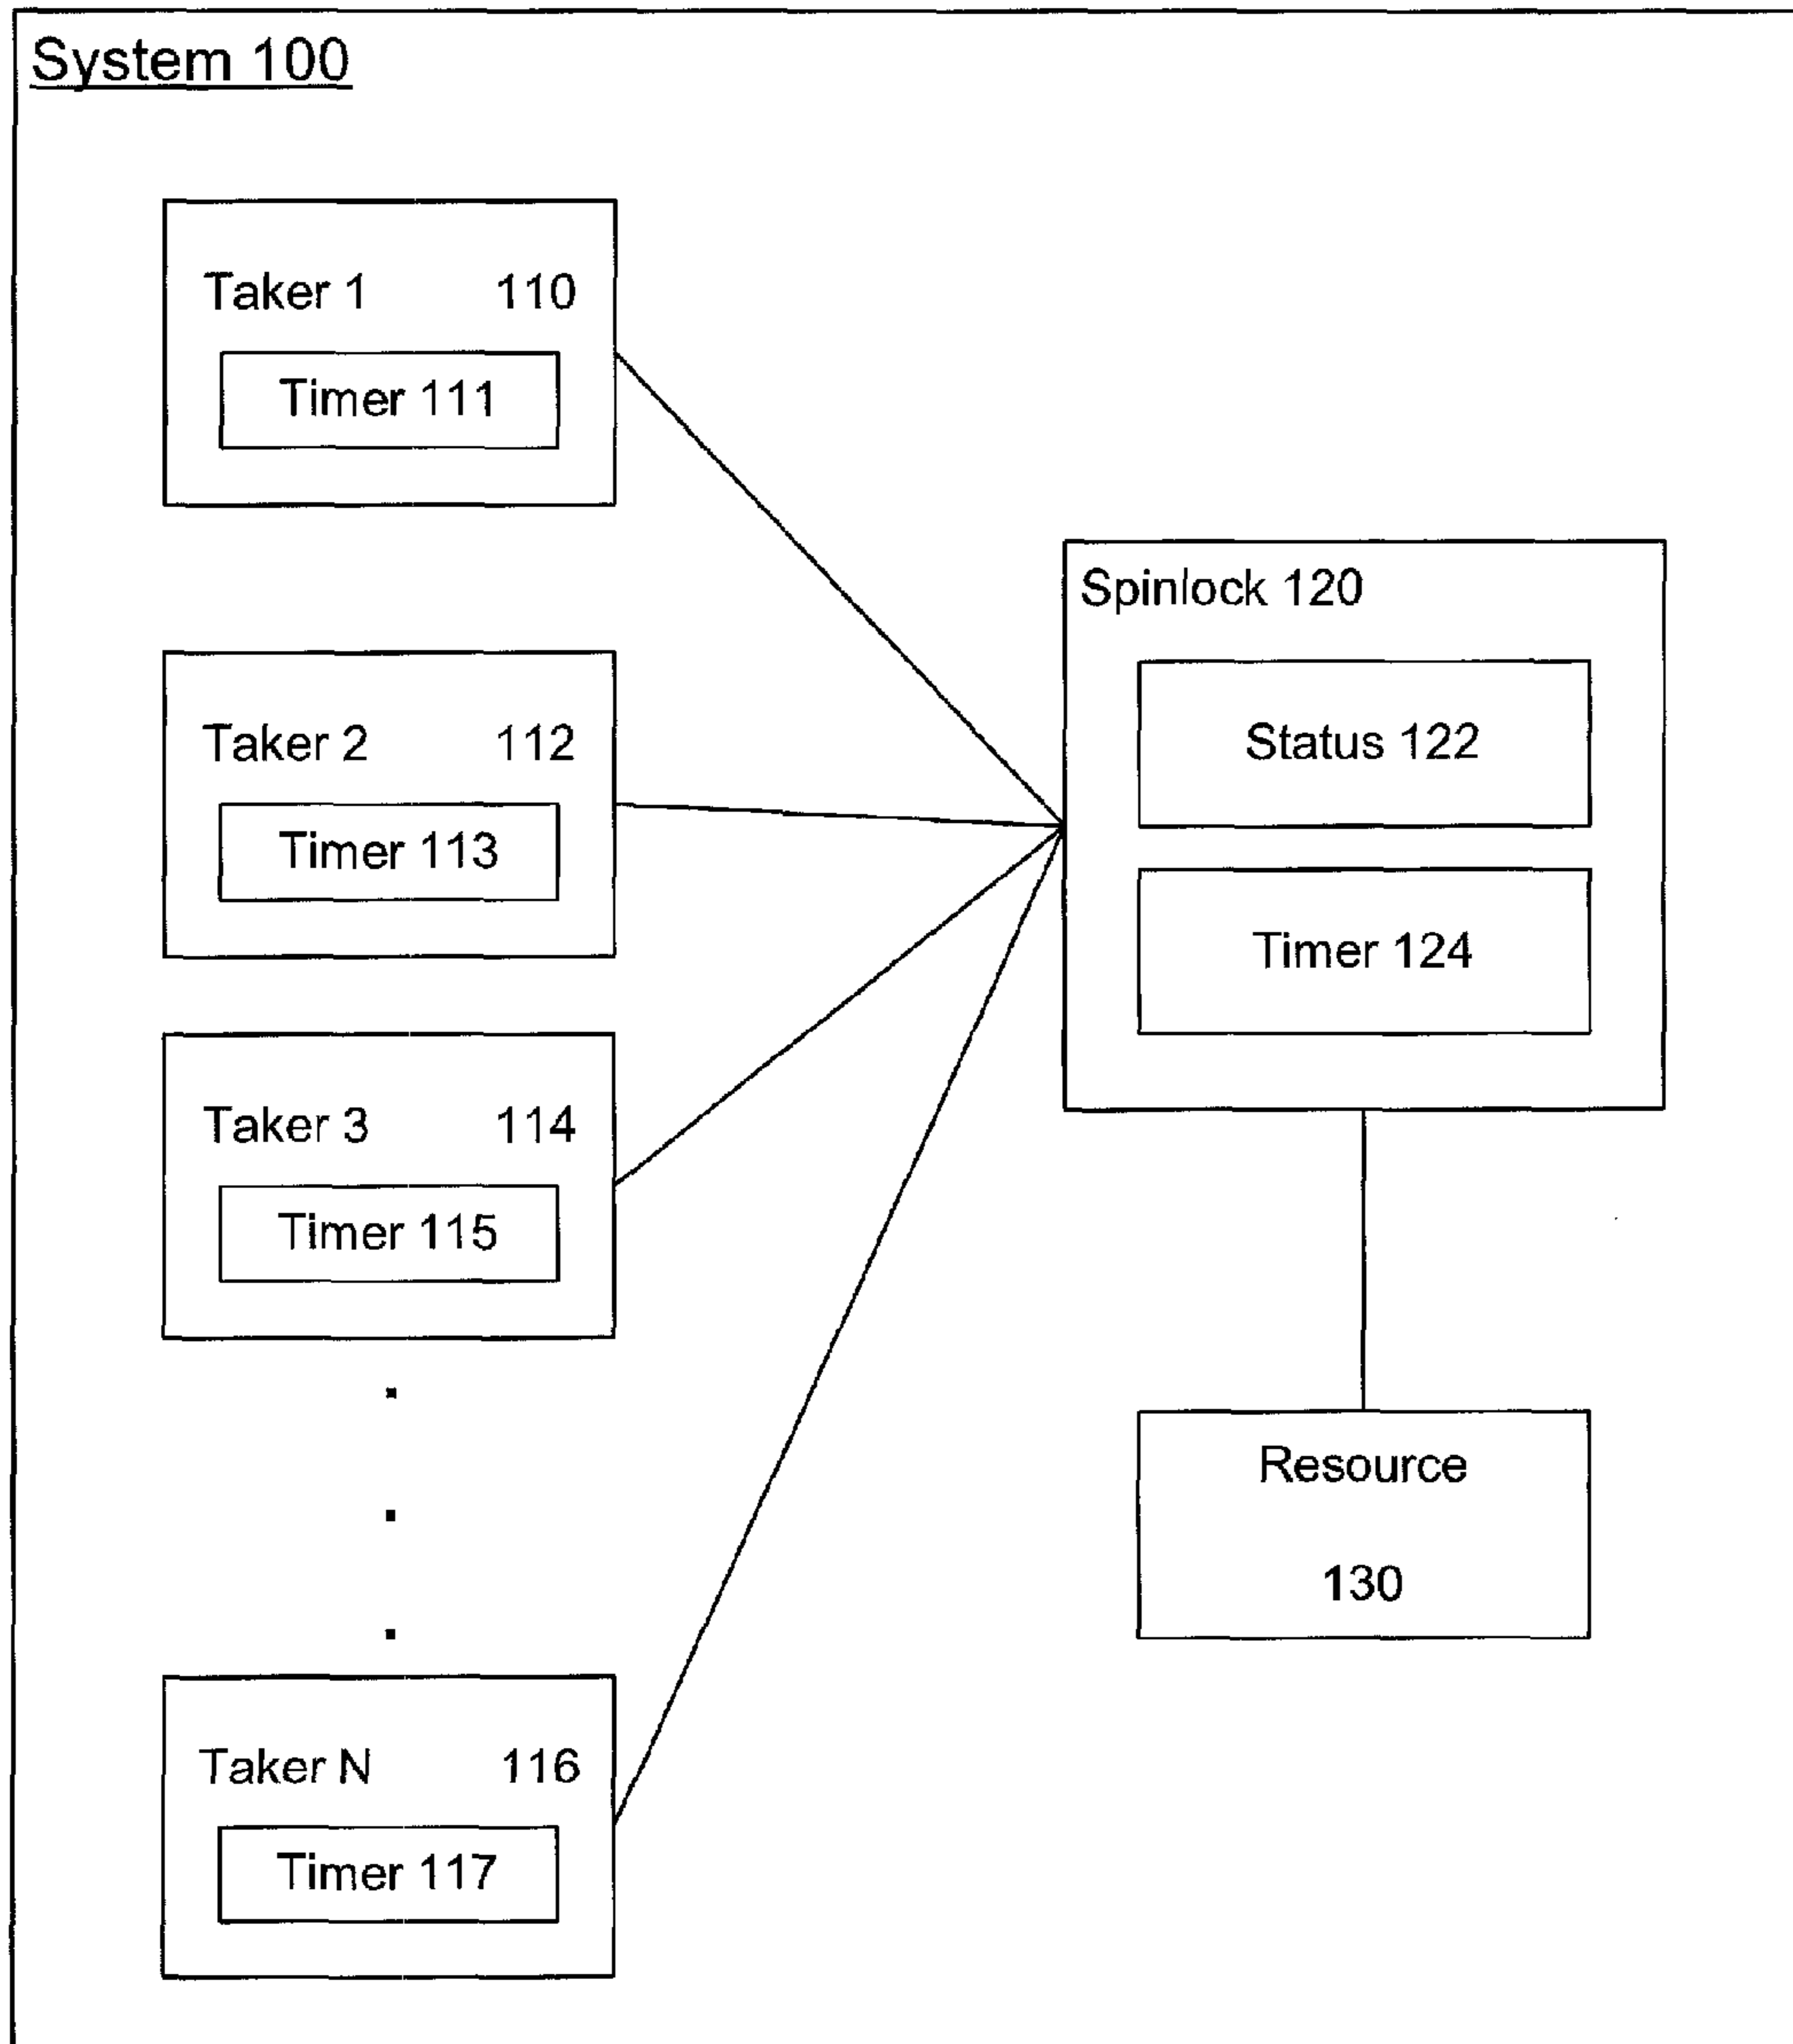 System 100
Taker 1 110
Timer 111
Taker 2 112
Timer 113
Taker 3 114
Timer 115
Taker N 116
Timer 117
Spinlock 120
Status 122
Timer 124
Resource
130